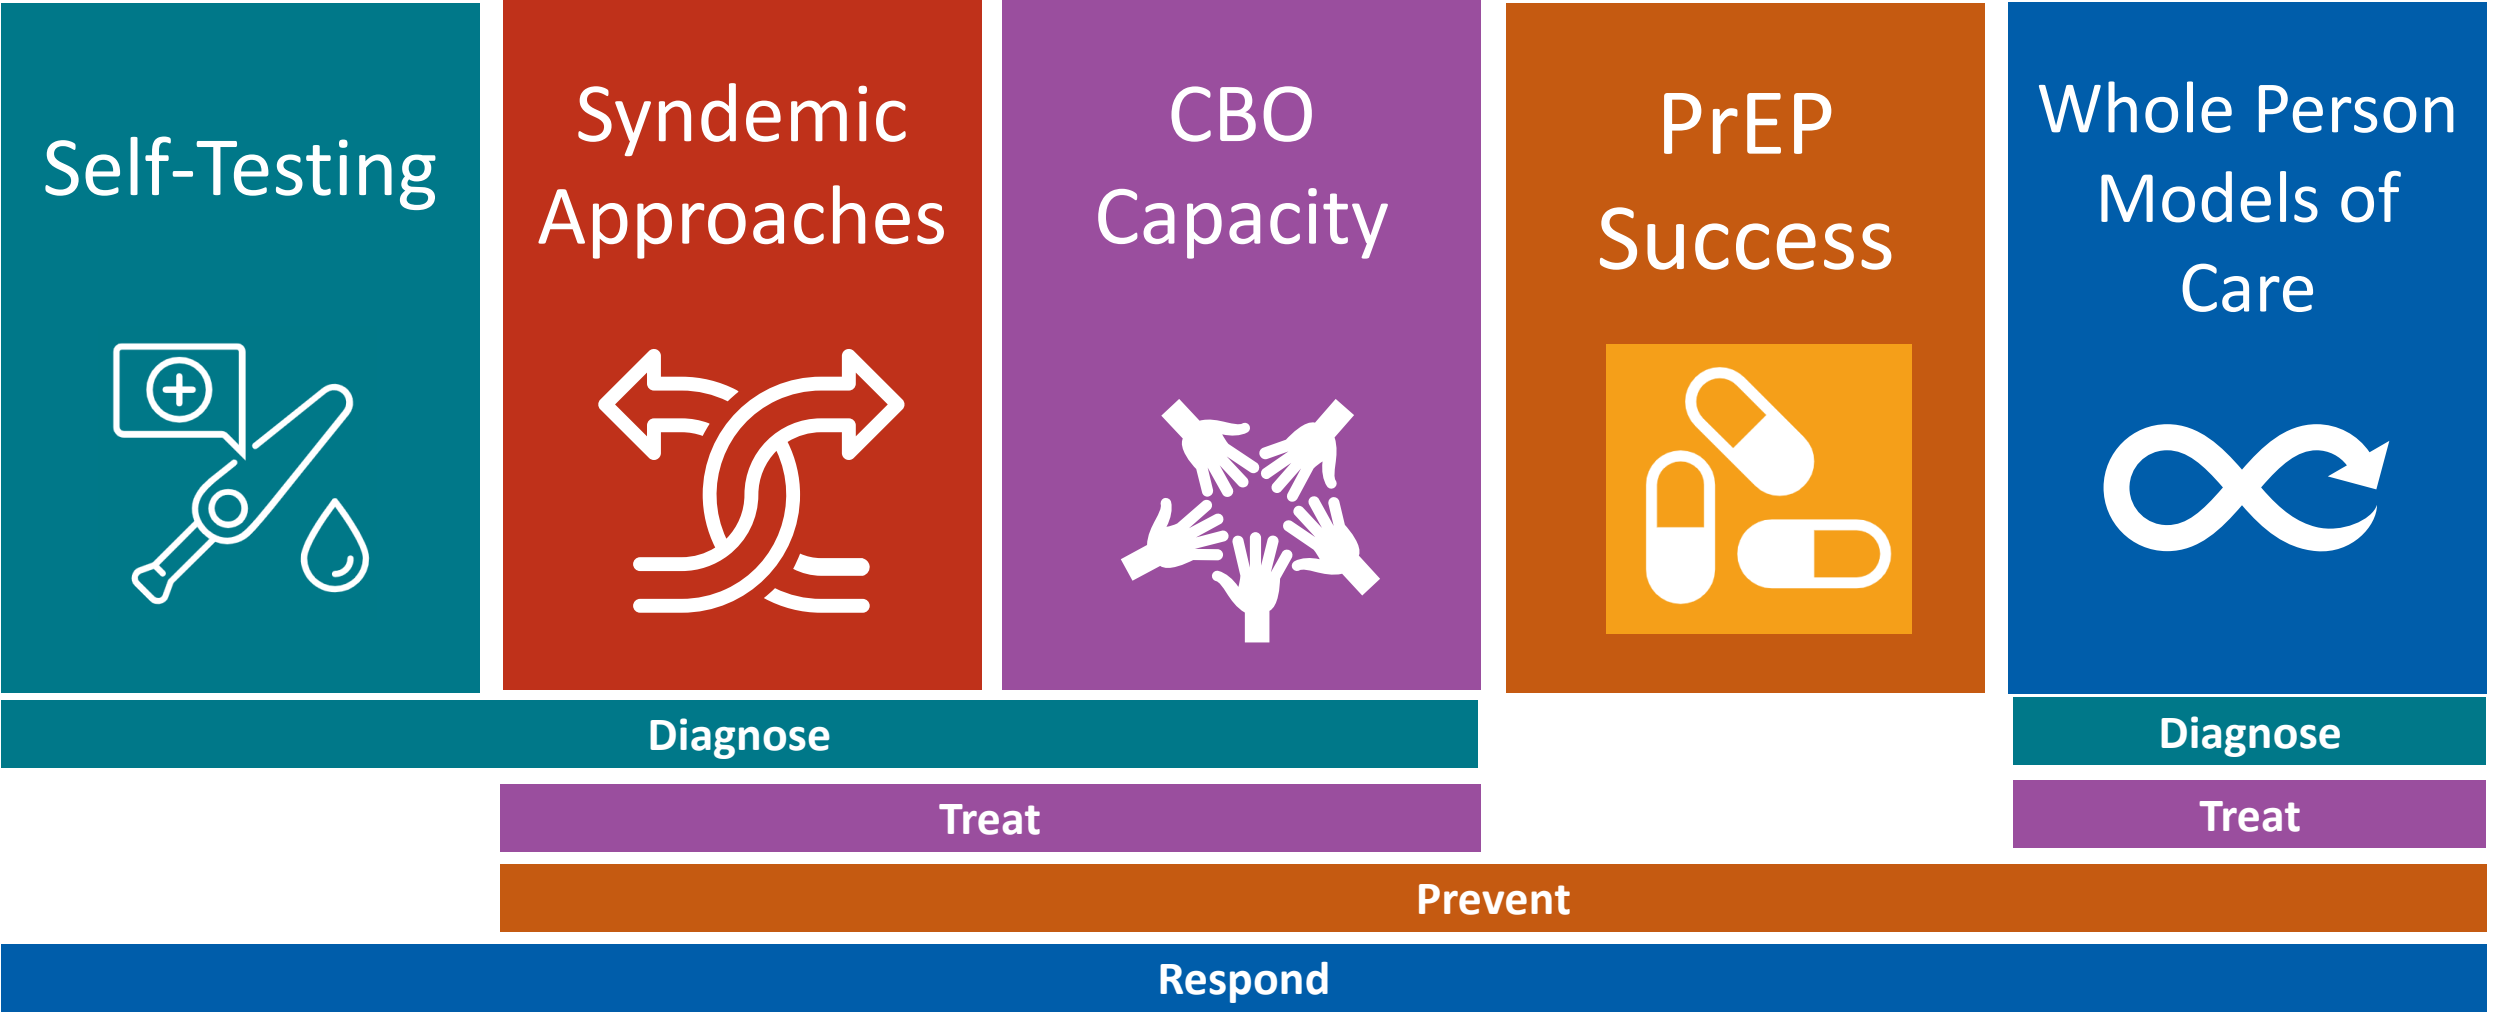 Self-Testing
Syndemic
Approaches
CBO
Capacity
PrEP
Success
Whole Person
Models of
Care
Diagnose
Diagnose
Treat
Treat
Prevent
Respond